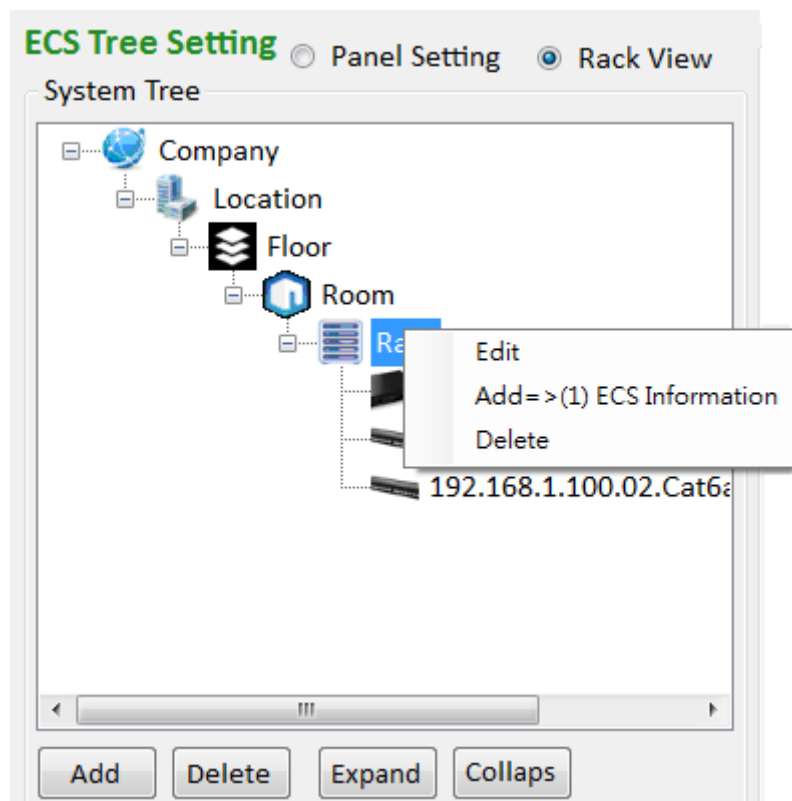 ECS Tree Setting Panel Setting Rack View
System Tree
Company
Location
Floor
Room
Edit
Add=>(1) ECS Information
Delete
192.168.1.100.02.Cat6a
Add Delete Expand Collaps